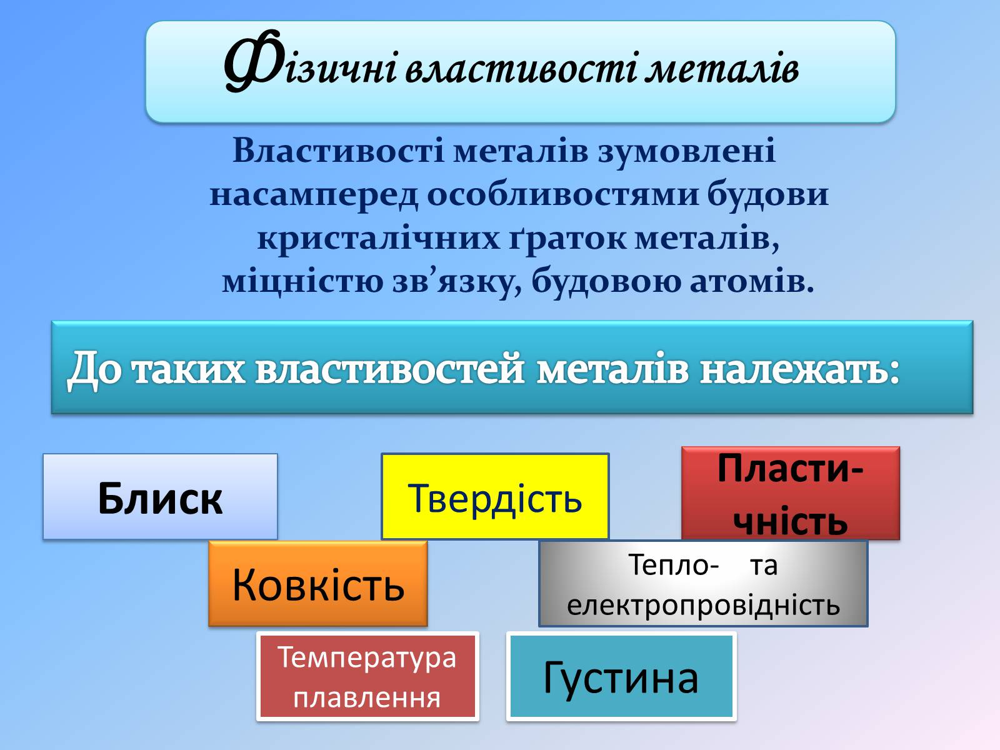 Фізичні властивості металів
Властивості металів зумовлені
насамперед особливостями будови
кристалічних ґраток металів,
міцністю зв’язку, будовою атомів.
До таких властивостей металів належать:
Блиск
Твердість
Пласти-
чність
Ковкість
Тепло- та
електропровідність
Температура
плавлення
Густина